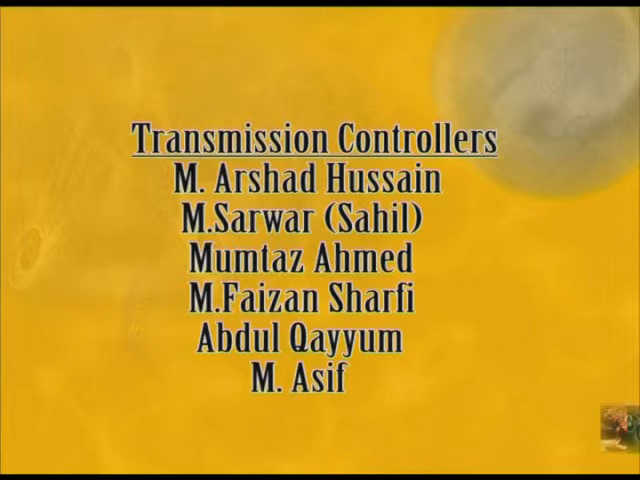 Transmission Controllers
M. Arshad Hussain
M.Sarwar (Sahil)
Mumtaz Ahmed
M.Faizan Sharfi
Abdul Qayyum
M. Asif